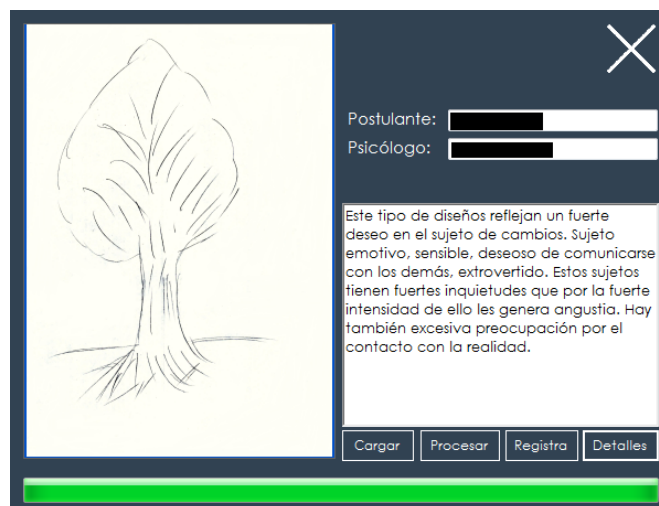 Postulante:
Psicólogo:
Este tipo de diseños reflejan un fuerte
deseo en el sujeto de cambios. Sujeto
emotivo, sensible, deseoso de comunicarse
con los demás, extrovertido. Estos sujetos
tienen fuertes inquietudes que por la fuerte
intensidad de ello les genera angustia. Hay
también excesiva preocupación por el
contacto con la realidad.
Cargar Procesar Registra Detalles